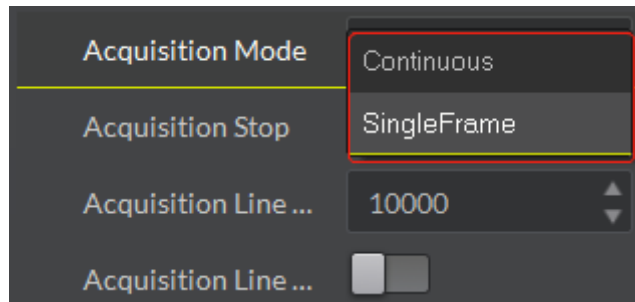 Acquisition Mode
Continuous
SingleFrame
Acquisition Stop
Acquisition Line ...
10000
Acquisition Line ...